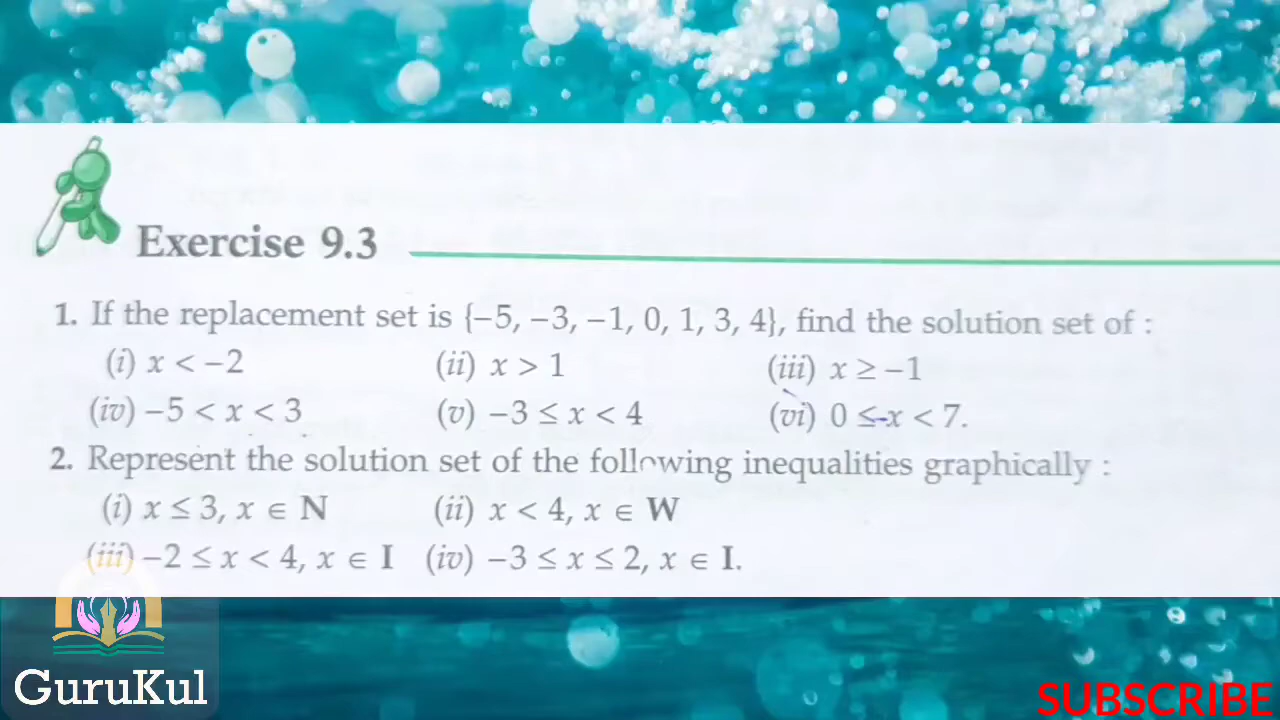 Exercise 9.3
1. If the replacement set is {−5, −3, −1, 0, 1, 3, 4}, find the solution set of :
(i) x < −2 (ii) x > 1 (iii) x ≥ −1
(iv) −5 < x < 3 (v) −3 ≤ x < 4 (vi) 0 ≤ x < 7.
2. Represent the solution set of the following inequalities graphically :
(i) x ≤ 3, x ∈ N (ii) x < 4, x ∈ W
(iii) −2 ≤ x < 4, x ∈ I (iv) −3 ≤ x ≤ 2, x ∈ I.
GuruKul
SUBSCRIBE